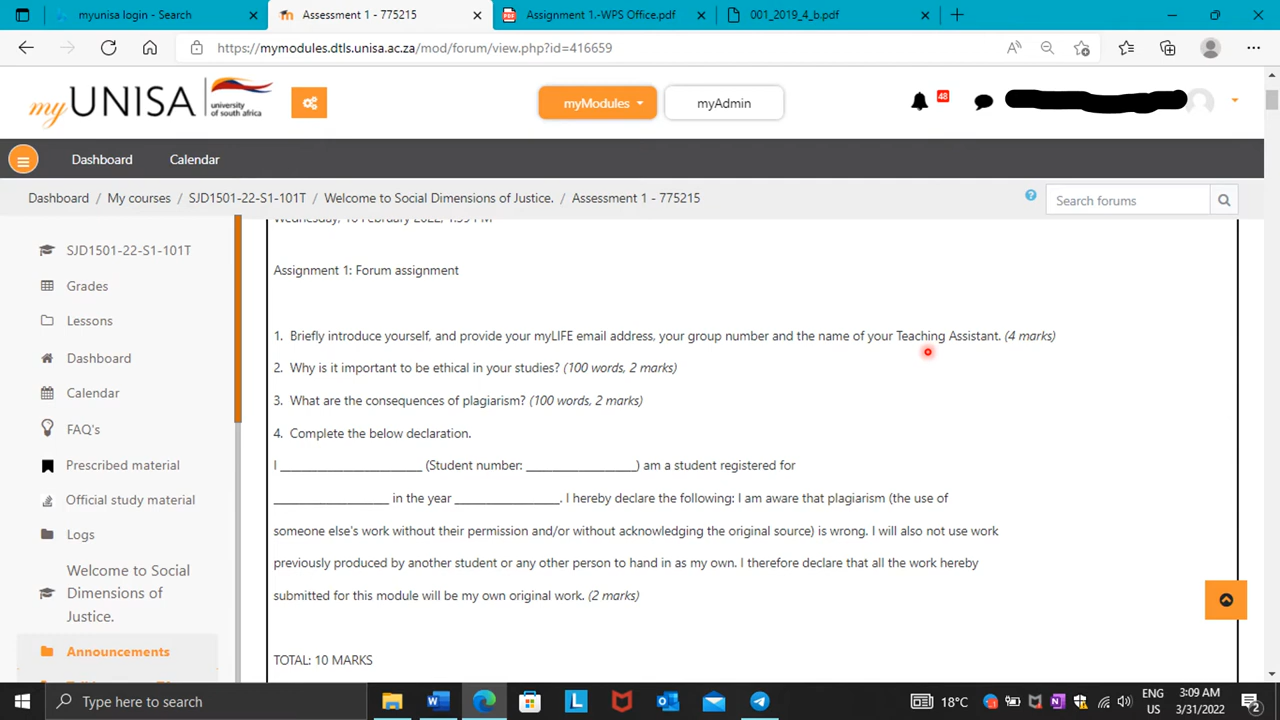 myunisa login - Search
Assessment 1 - 775215
Assignment 1.-WPS Office.pdf
001_2019_4_b.pdf
https://mymodules.dtls.unisa.ac.za/mod/forum/view.php?id=416659
my UNISA university of south africa
myModules
myAdmin
48
Dashboard
Calendar
Dashboard / My courses / SJD1501-22-S1-101T / Welcome to Social Dimensions of Justice. / Assessment 1 - 775215
Search forums
SJD1501-22-S1-101T
Grades
Lessons
Dashboard
Calendar
FAQ's
Prescribed material
Official study material
Logs
Welcome to Social
Dimensions of
Justice.
Announcements
Assignment 1: Forum assignment
1. Briefly introduce yourself, and provide your myLIFE email address, your group number and the name of your Teaching Assistant. (4 marks)
2. Why is it important to be ethical in your studies? (100 words, 2 marks)
3. What are the consequences of plagiarism? (100 words, 2 marks)
4. Complete the below declaration.
I ______________________ (Student number: _________________) am a student registered for
__________________ in the year ________________. I hereby declare the following: I am aware that plagiarism (the use of
someone else's work without their permission and/or without acknowledging the original source) is wrong. I will also not use work
previously produced by another student or any other person to hand in as my own. I therefore declare that all the work hereby
submitted for this module will be my own original work. (2 marks)
TOTAL: 10 MARKS
Type here to search
18°C
ENG
US
3:09 AM
3/31/2022
2